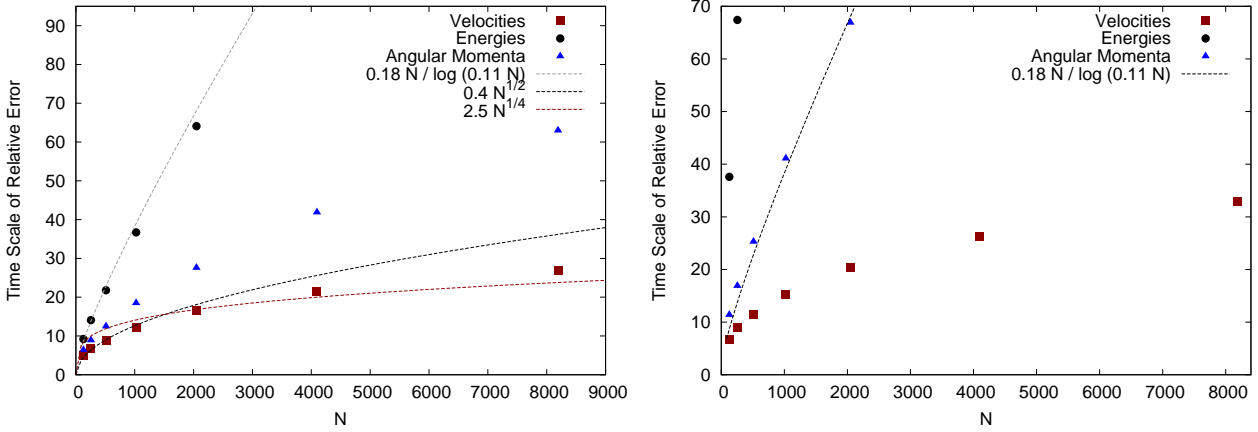 Time Scale of Relative Error
90
80
70
60
50
40
30
20
10
0
0 1000 2000 3000 4000 5000 6000 7000 8000 9000
N
Velocities
Energies
Angular Momenta
0.18 N / log (0.11 N)
0.4 N^1/2
2.5 N^1/4
Time Scale of Relative Error
70
60
50
40
30
20
10
0
0 1000 2000 3000 4000 5000 6000 7000 8000
N
Velocities
Energies
Angular Momenta
0.18 N / log (0.11 N)